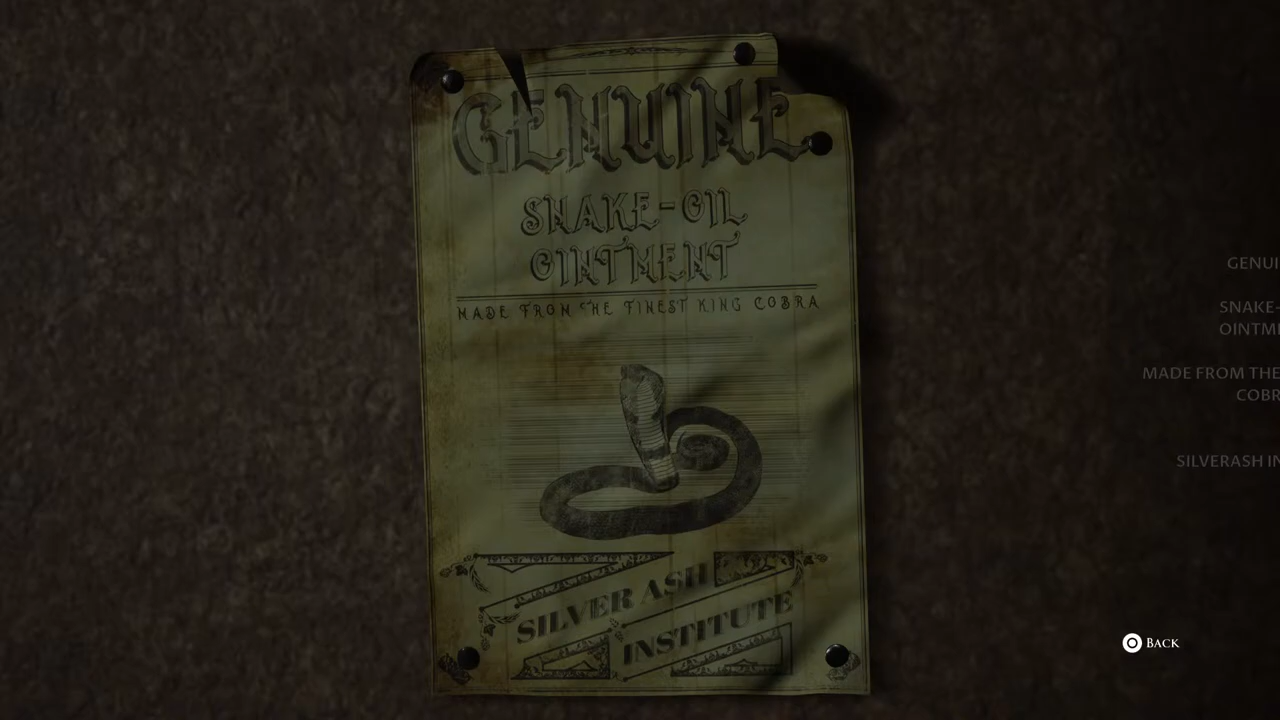 GENUINE
SNAKE-OIL
OINTMENT
MADE FROM THE FINEST KING COBRA
SILVER ASH
INSTITUTE
GENUI
SNAKE-
OINTME
MADE FROM THE
COBR
SILVERASH IN
BACK